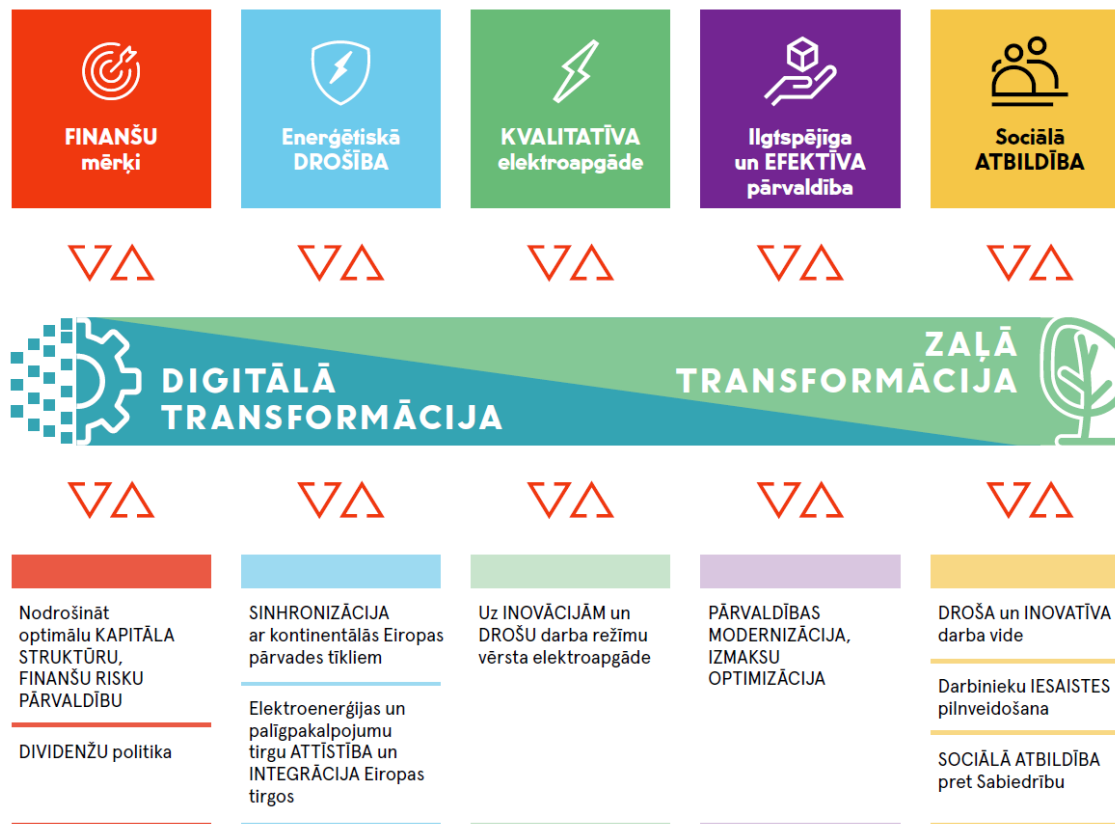 FINANŠU
mērķi
Enerģētiskā
DROŠĪBA
KVALITATĪVA
elektroapgāde
Ilgtspējīga
un EFEKTĪVA
pārvaldība
Sociālā
ATBILDĪBA
DIGITĀLĀ
TRANSFORMĀCIJA
ZAĻĀ
TRANSFORMĀCIJA
Nodrošināt
optimālu KAPITĀLA
STRUKTŪRU,
FINANŠU RISKU
PĀRVALDĪBU
DIVIDENŽU politika
SINHRONIZĀCIJA
ar kontinentālās Eiropas
pārvades tīkliem
Elektroenerģijas un
palīgpakalpojumu
tirgu ATTĪSTĪBA un
INTEGRĀCIJA Eiropas
tirgos
Uz INOVĀCIJĀM un
DROŠU darba režīmu
vērsta elektroapgāde
PĀRVALDĪBAS
MODERNIZĀCIJA,
IZMAKSU
OPTIMIZĀCIJA
DROŠA un INOVATĪVA
darba vide
Darbinieku IESAISTES
pilnveidošana
SOCIĀLĀ ATBILDĪBA
pret Sabiedrību